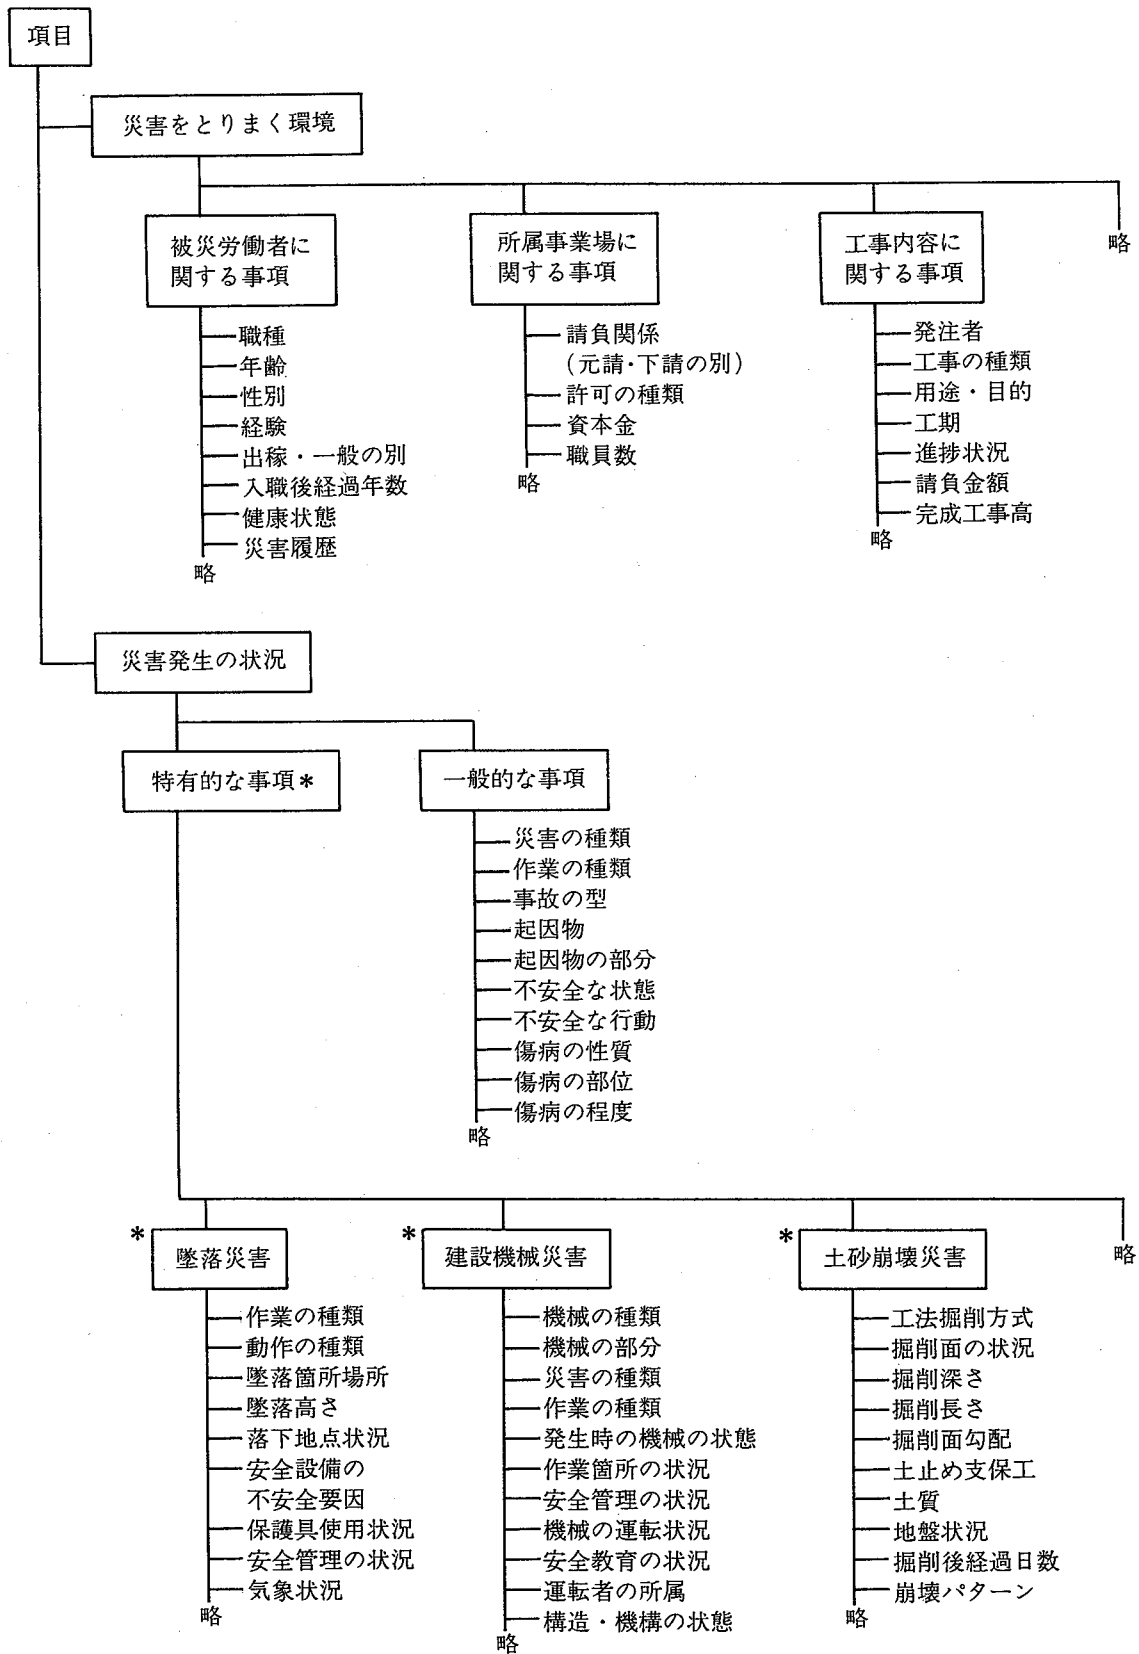 項目
災害をとりまく環境
被災労働者に
関する事項
職種
年齢
性別
経験
出稼・一般の別
入職後経過年数
健康状態
災害履歴
略
所属事業場に
関する事項
請負関係
(元請・下請の別)
許可の種類
資本金
職員数
略
工事内容に
関する事項
発注者
工事の種類
用途・目的
工期
進捗状況
請負金額
完成工事高
略
略
災害発生の状況
特有的な事項*
一般的な事項
災害の種類
作業の種類
事故の型
起因物
起因物の部分
不安全な状態
不安全な行動
傷病の性質
傷病の部位
傷病の程度
略
* 墜落災害
作業の種類
動作の種類
墜落箇所場所
墜落高さ
落下地点状況
安全設備の
不安全要因
保護具使用状況
安全管理の状況
気象状況
略
* 建設機械災害
機械の種類
機械の部分
災害の種類
作業の種類
発生時の機械の状態
作業箇所の状況
安全管理の状況
機械の運転状況
安全教育の状況
運転者の所属
構造・機構の状態
略
* 土砂崩壊災害
工法掘削方式
掘削面の状況
掘削深さ
掘削長さ
掘削面勾配
土止め支保工
土質
地盤状況
掘削後経過日数
崩壊パターン
略
略